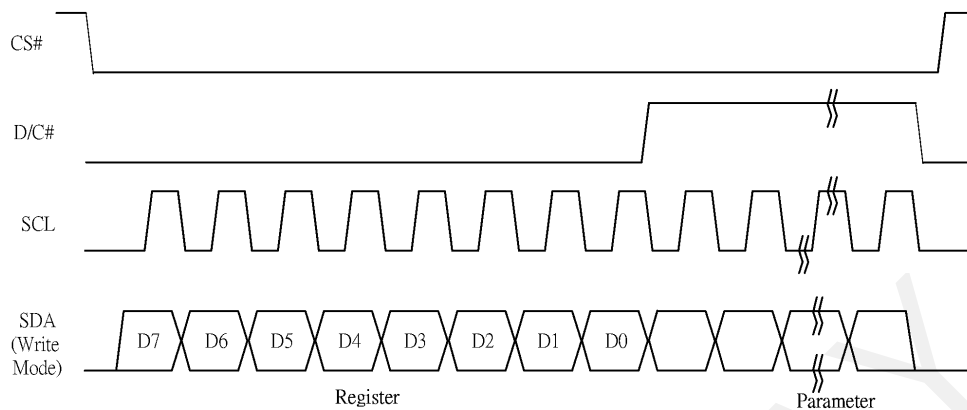 CS#
D/C#
SCL
SDA
(Write
Mode)
D7 D6 D5 D4 D3 D2 D1 D0
Register Parameter